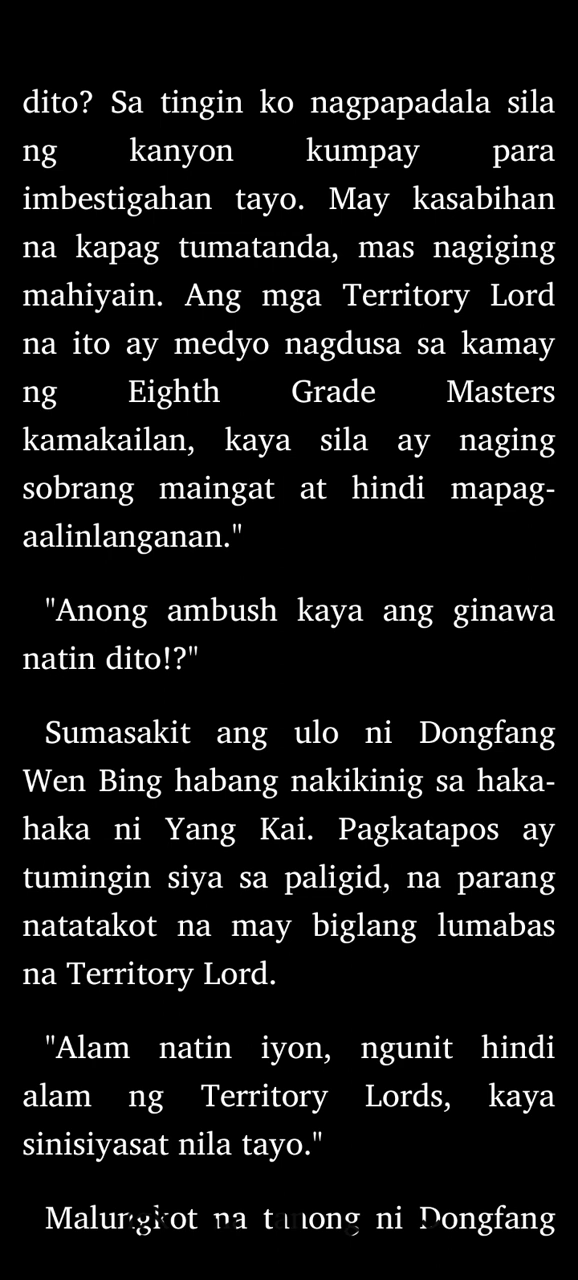 dito? Sa tingin ko nagpapadala sila
ng kanyon kumpay para
imbestigahan tayo. May kasabihan
na kapag tumatanda, mas nagiging
mahiyain. Ang mga Territory Lord
na ito ay medyo nagdusa sa kamay
ng Eighth Grade Masters
kamakailan, kaya sila ay naging
sobrang maingat at hindi mapag-
aalinlanganan."
"Anong ambush kaya ang ginawa
natin dito!?"
Sumasakit ang ulo ni Dongfang
Wen Bing habang nakikinig sa haka-
haka ni Yang Kai. Pagkatapos ay
tumingin siya sa paligid, na parang
natatakot na may biglang lumabas
na Territory Lord.
"Alam natin iyon, ngunit hindi
alam ng Territory Lords, kaya
sinisiyasat nila tayo."
Malungkot na tanong ni Dongfang